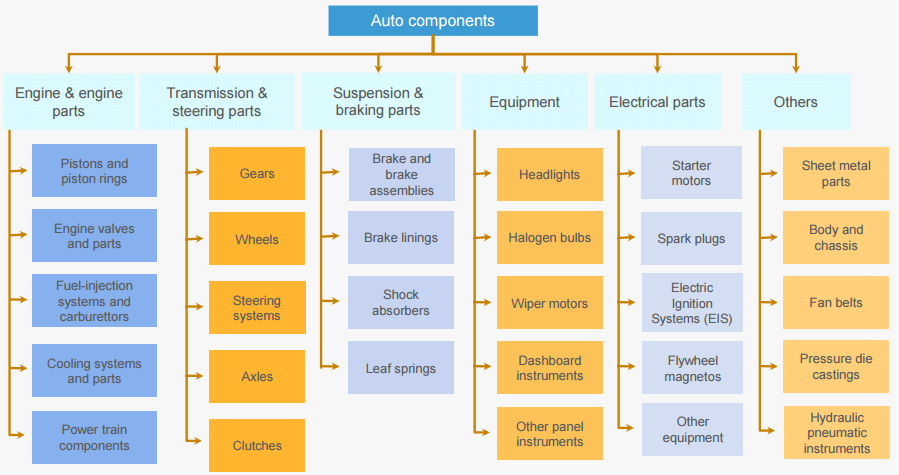 Auto components
Engine & engine
parts
Transmission &
steering parts
Suspension &
braking parts
Equipment
Electrical parts
Others
Pistons and
piston rings
Engine valves
and parts
Fuel-injection
systems and
carburettors
Cooling systems
and parts
Power train
components
Gears
Wheels
Steering
systems
Axles
Clutches
Brake and
brake
assemblies
Brake linings
Shock
absorbers
Leaf springs
Headlights
Halogen bulbs
Wiper motors
Dashboard
instruments
Other panel
instruments
Starter
motors
Spark plugs
Electric
Ignition
Systems (EIS)
Flywheel
magnetos
Other
equipment
Sheet metal
parts
Body and
chassis
Fan belts
Pressure die
castings
Hydraulic
pneumatic
instruments